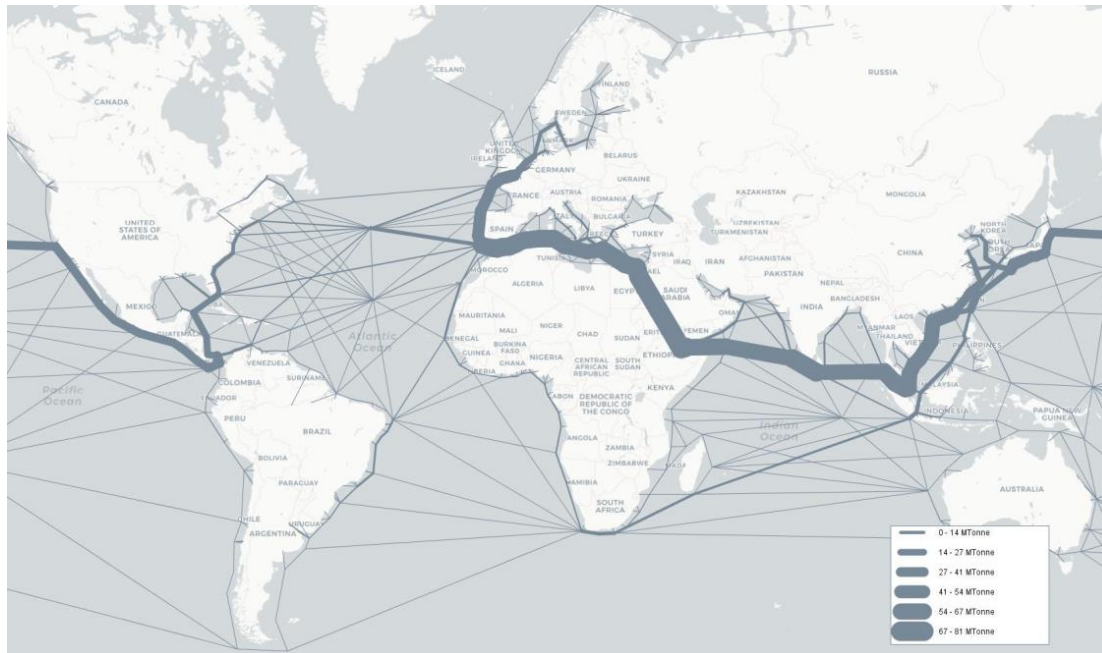 ICELAND
RUSSIA
CANADA
FINLAND
SWEDEN
UNITED
KINGDOM
IRELAND
BELARUS
GERMANY
UKRAINE
FRANCE
AUSTRIA
ROMANIA
KAZAKHSTAN
MONGOLIA
BULGARIA
ITALY
SPAIN
UZBEKISTAN
TURKMENISTAN
NORTH
KOREA
UNITED
STATES OF
AMERICA
TURKEY
CHINA
SYRIA
MOROCCO
IRAQ
IRAN
AFGHANISTAN
PAKISTAN
ALGERIA
LIBYA
EGYPT
SAUDI
ARABIA
NEPAL
MEXICO
INDIA
BANGLADESH
OMAN
MAURITANIA
LAOS
GUATEMALA
Atlantic
Ocean
MALI
NIGER
CHAD
SUDAN
YEMEN
MYANMAR
THAILAND
SENEGAL
BURKINA
FASO
GUINEA
GHANA
NIGERIA
CENTRAL
AFRICAN
REPUBLIC
SOUTH
SUDAN
ETHIOPIA
PHILIPPINES
VENEZUELA
SURINAME
COLOMBIA
MALAYSIA
Pacific
Ocean
ECUADOR
GABON
DEMOCRATIC
REPUBLIC OF
THE CONGO
KENYA
INDONESIA
PAPUA NEW
GUINEA
PERU
BRAZIL
Indian
Ocean
ANGOLA
ZAMBIA
BOLIVIA
ZIMBABWE
NAMIBIA
PARAGUAY
AUSTRALIA
SOUTH
AFRICA
CHILE
URUGUAY
ARGENTINA
0 - 14 MTonne
14 - 27 MTonne
27 - 41 MTonne
41 - 54 MTonne
54 - 67 MTonne
67 - 81 MTonne